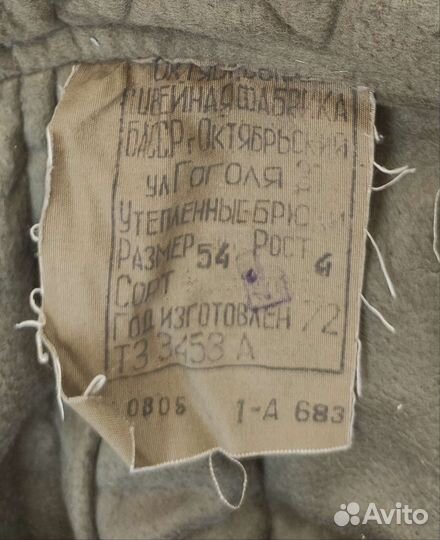 ШВЕЙНАЯ ФАБРИКА
БАССР г. ОКТЯБРЬСКИЙ
УЛ ГОГОЛЯ
УТЕПЛЕННЫЕ БРЮКИ
РАЗМЕР 54 РОСТ 4
СОРТ
ГОД ИЗГОТОВЛЕН 72
ТЗ 3453 А
0305 1-А 683
Avito